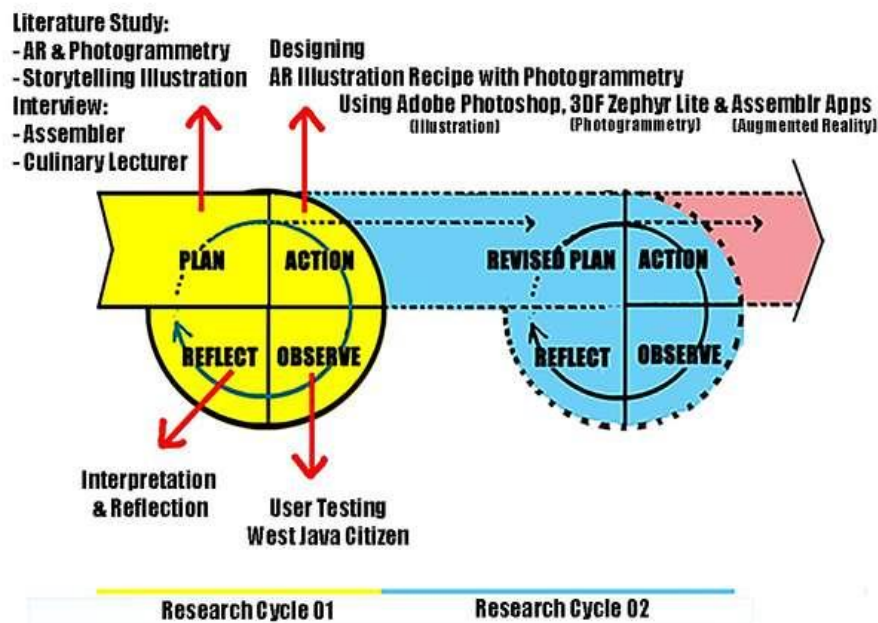 Literature Study:
- AR & Photogrammetry
- Storytelling Illustration
Interview:
- Assembler
- Culinary Lecturer
Designing
AR Illustration Recipe with Photogrammetry
Using Adobe Photoshop, 3DF Zephyr Lite & Assemblr Apps
(Illustration) (Photogrammetry) (Augmented Reality)
PLAN ACTION
REFLECT OBSERVE
REVISED PLAN ACTION
REFLECT OBSERVE
Interpretation
& Reflection
User Testing
West Java Citizen
Research Cycle 01
Research Cycle 02